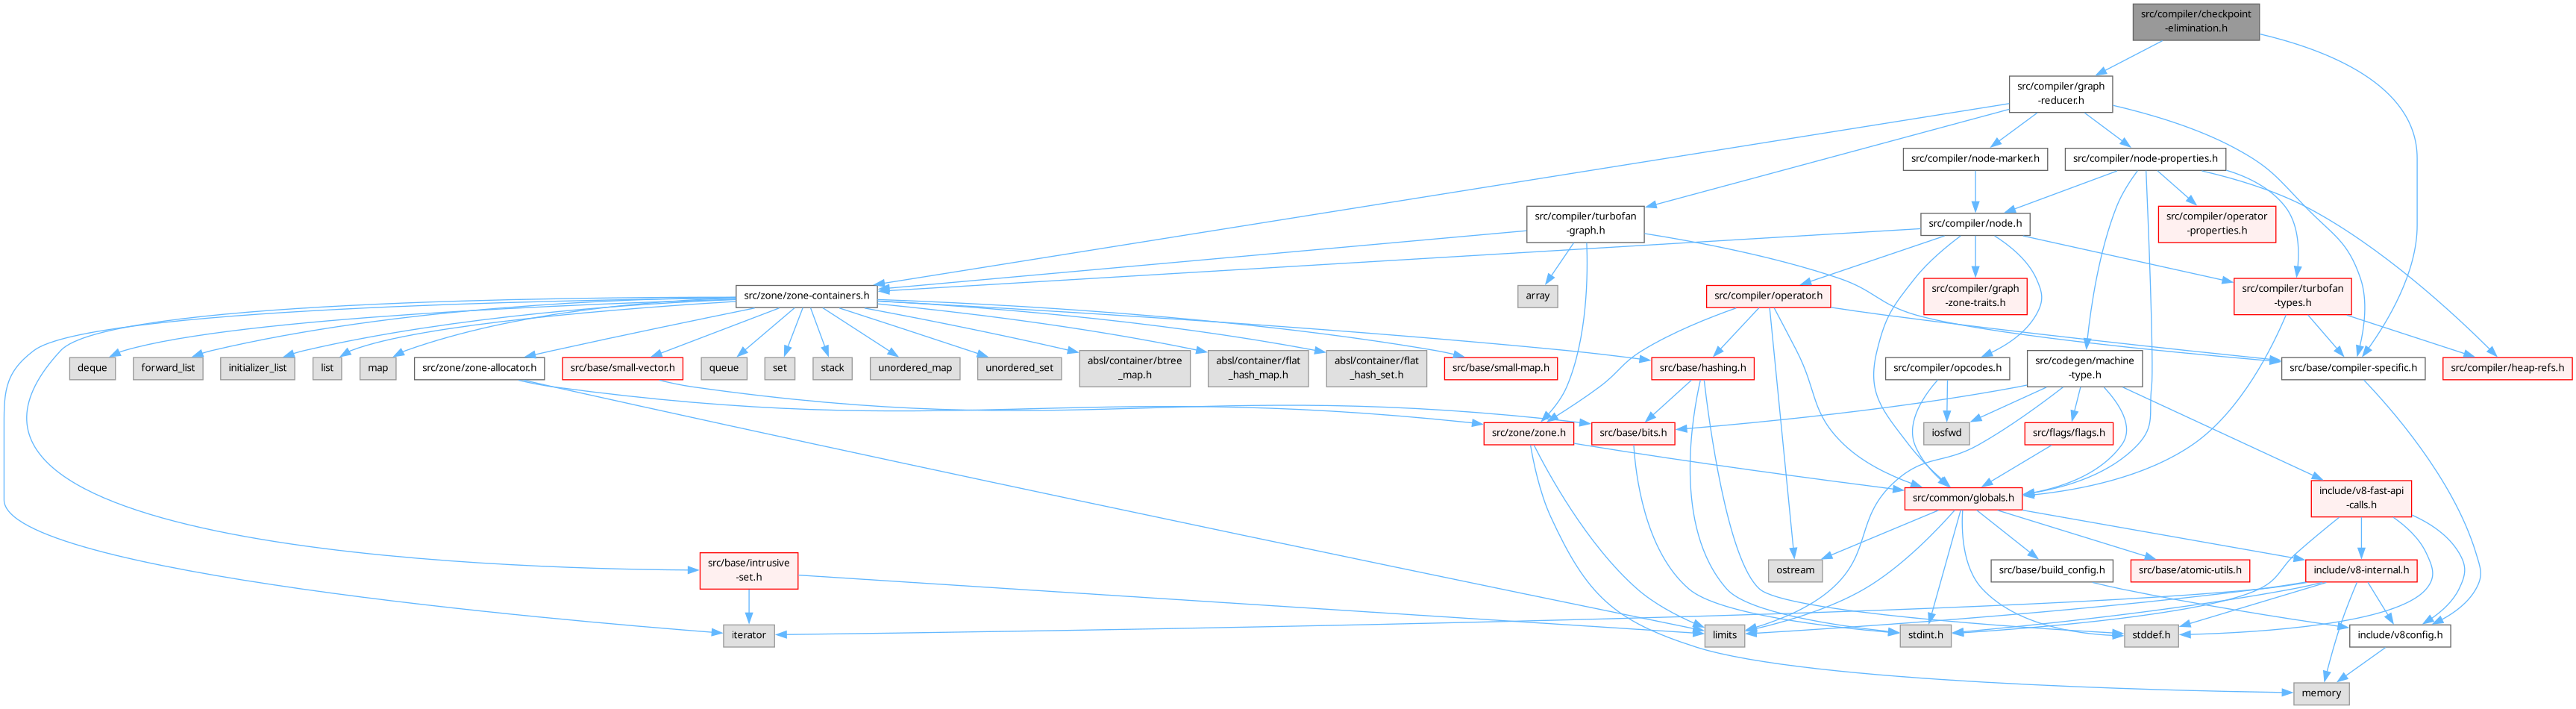 src/compiler/checkpoint
-elimination.h
src/compiler/graph
-reducer.h
src/compiler/node-marker.h
src/compiler/node-properties.h
src/compiler/turbofan
-graph.h
src/compiler/node.h
src/compiler/operator
-properties.h
src/zone/zone-containers.h
array
src/compiler/operator.h
src/compiler/graph
-zone-traits.h
src/compiler/turbofan
-types.h
deque
forward_list
initializer_list
list
map
src/zone/zone-allocator.h
src/base/small-vector.h
queue
set
stack
unordered_map
unordered_set
absl/container/btree
_map.h
absl/container/flat
_hash_map.h
absl/container/flat
_hash_set.h
src/base/small-map.h
src/base/hashing.h
src/compiler/opcodes.h
src/codegen/machine
-type.h
src/base/compiler-specific.h
src/compiler/heap-refs.h
src/zone/zone.h
src/base/bits.h
iosfwd
src/flags/flags.h
src/common/globals.h
include/v8-fast-api
-calls.h
src/base/intrusive
-set.h
ostream
src/base/build_config.h
src/base/atomic-utils.h
include/v8-internal.h
iterator
limits
stdint.h
stddef.h
include/v8config.h
memory